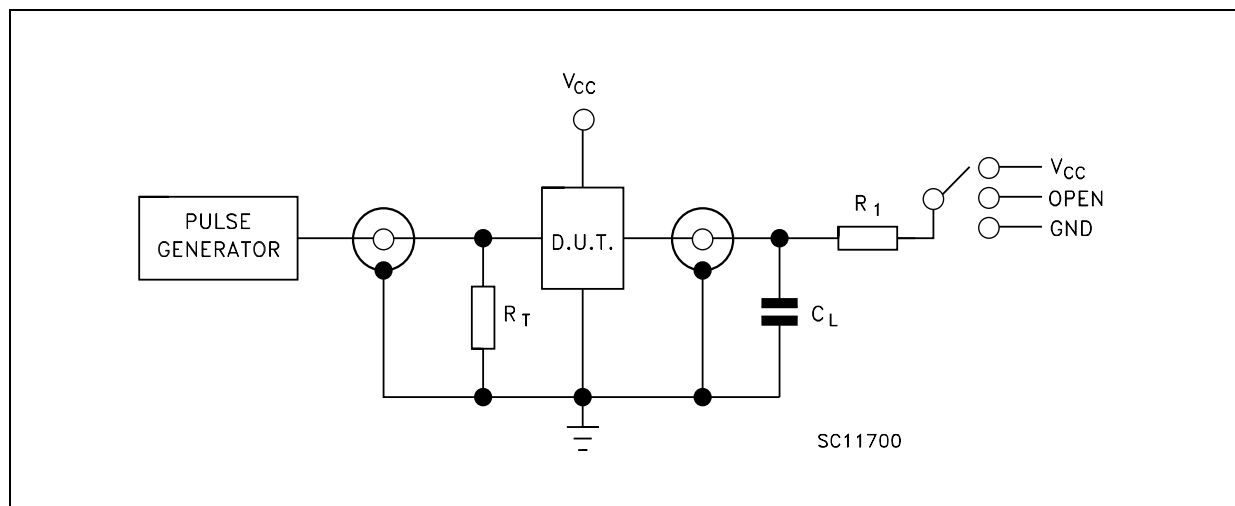 VCC
PULSE
GENERATOR
D.U.T.
RT
CL
R1
VCC
OPEN
GND
SC11700